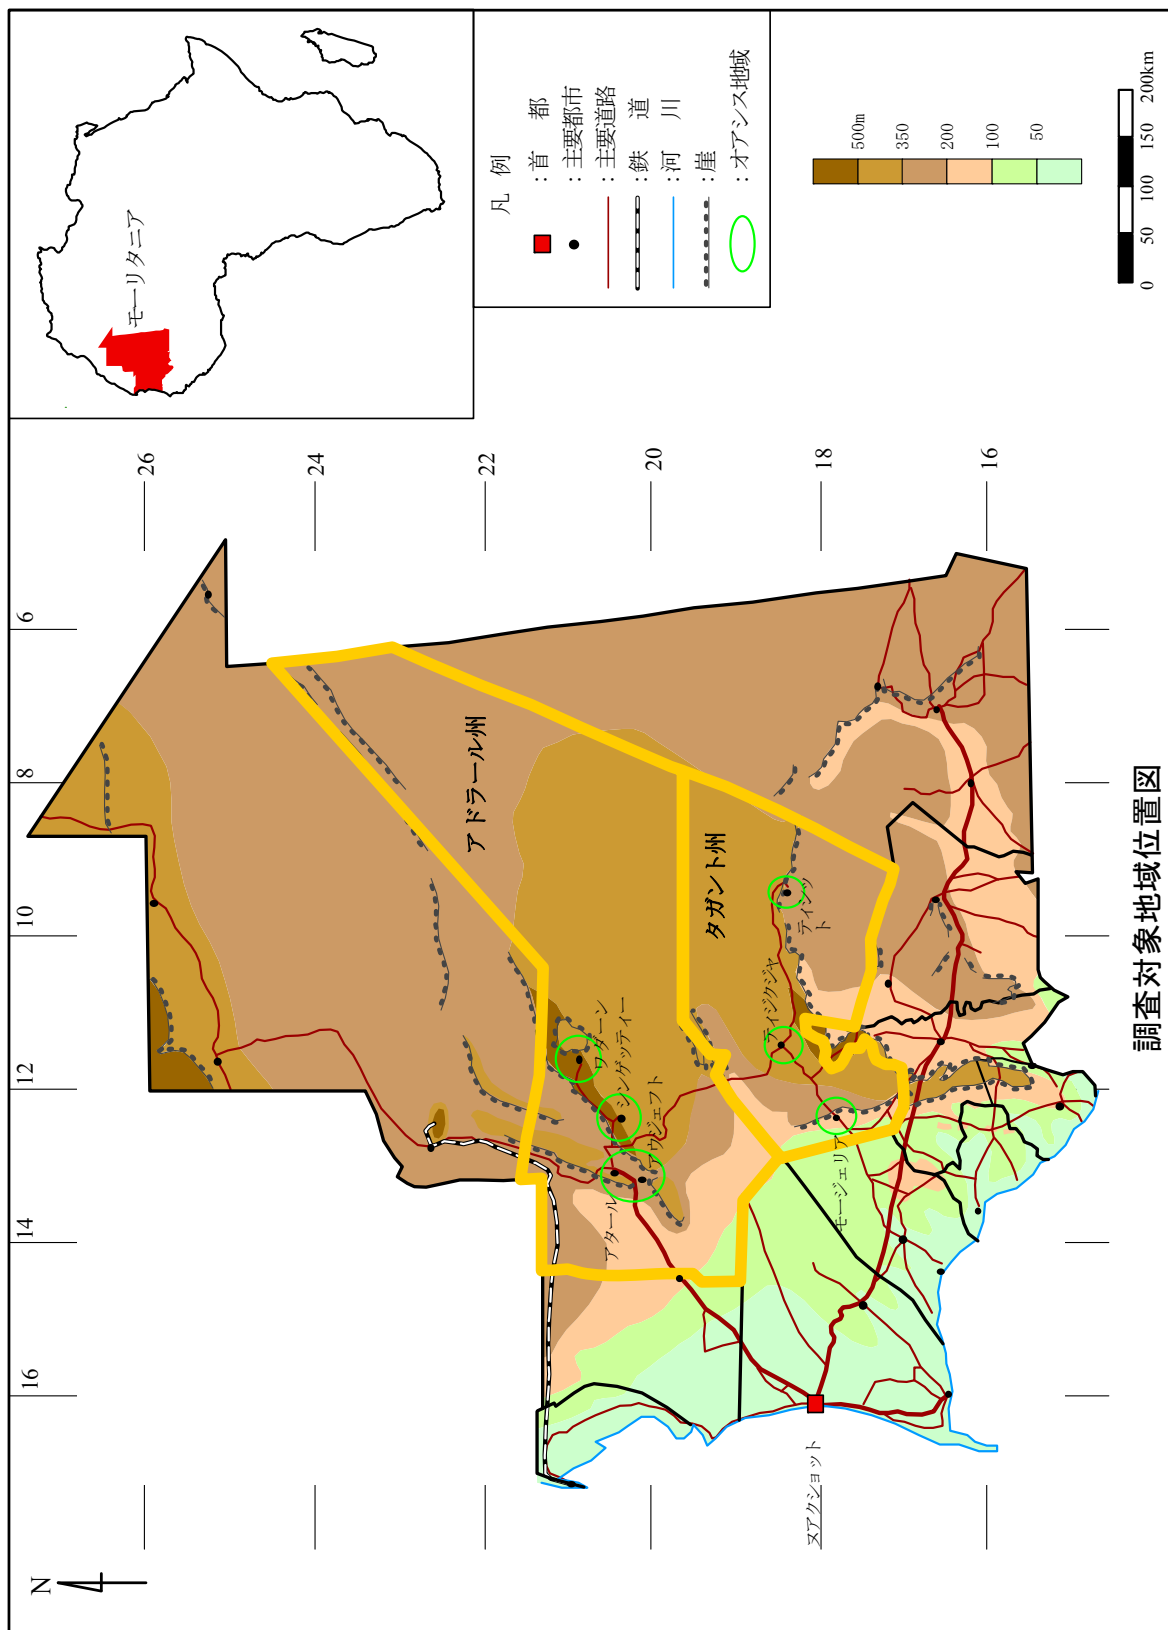 モーリタニア
凡 例
: 首 都
: 主要都市
: 主要道路
: 鉄 道
: 河 川
: 崖
: オアシス地域
500m
350
200
100
50
0 50 100 150 200km
N
16 14 12 10 8 6
26
24
22
20
18
16
アドラール州
タガント州
ワダーン
シンゲッティー
アウジェフト
アタール
ティジクジャ
ティシッ
ト
モージェリア
ヌアクショット
調査対象地域位置図